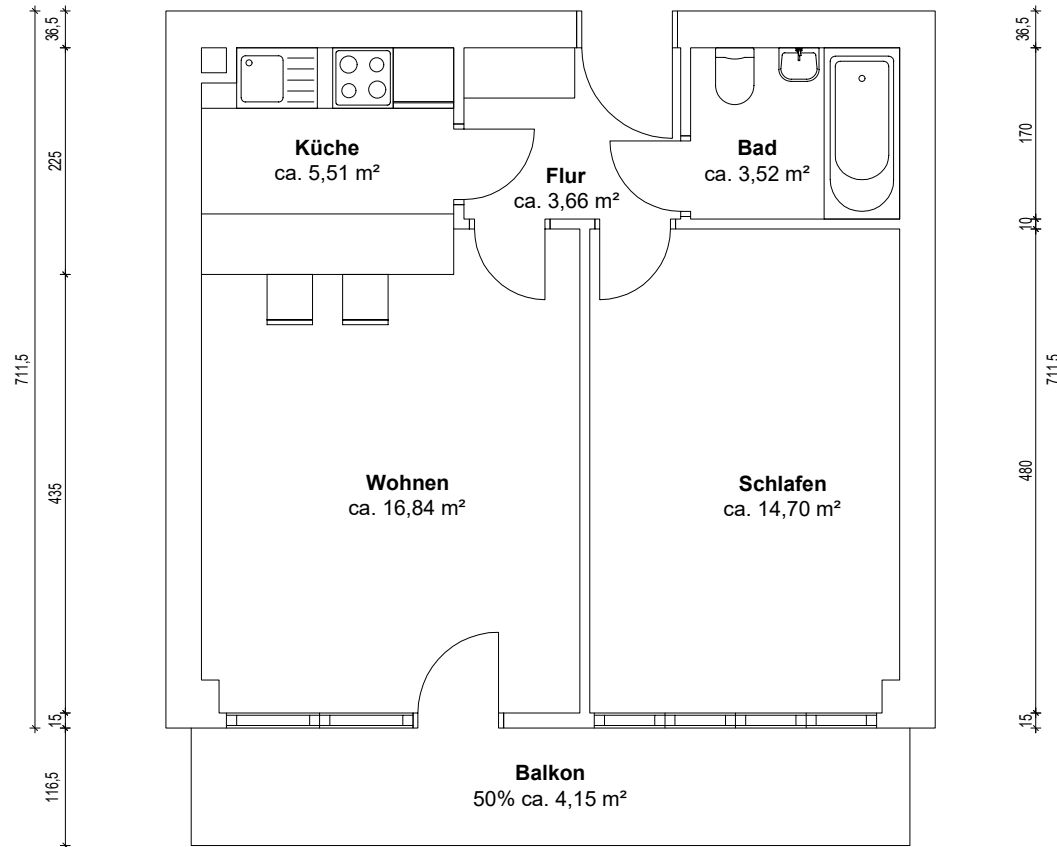 36,5
36,5
Küche
ca. 5,51 m²
Flur
ca. 3,66 m²
Bad
ca. 3,52 m²
225
170
10
711,5
711,5
435
480
Wohnen
ca. 16,84 m²
Schlafen
ca. 14,70 m²
15
15
116,5
Balkon
50% ca. 4,15 m²